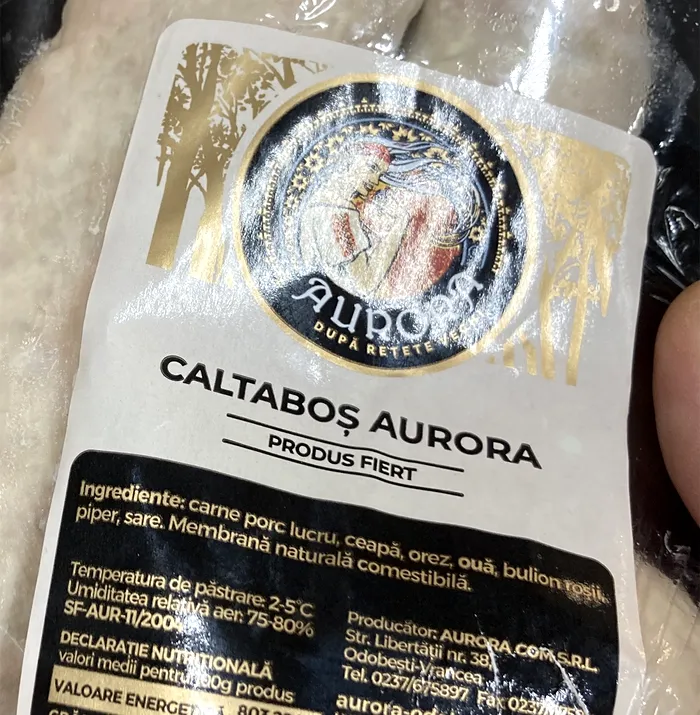 AURORA
DUPĂ REȚETE VECHI
CALTABOȘ AURORA
PRODUS FIERT
Ingrediente: carne porc lucru, ceapă, orez, ouă, bulion roșii,
piper, sare. Membrană naturală comestibilă.
Temperatura de păstrare: 2-5°C
Umiditatea relativă aer: 75-80%
SF-AUR-11/2004
DECLARAȚIE NUTRIȚIONALĂ
valori medii pentru 100g produs
VALOARE ENERGETICĂ
Producător: AURORA COM S.R.L.
Str. Libertății nr. 38,
Odobești-Vrancea
Tel. 0237/675897 Fax 0237/